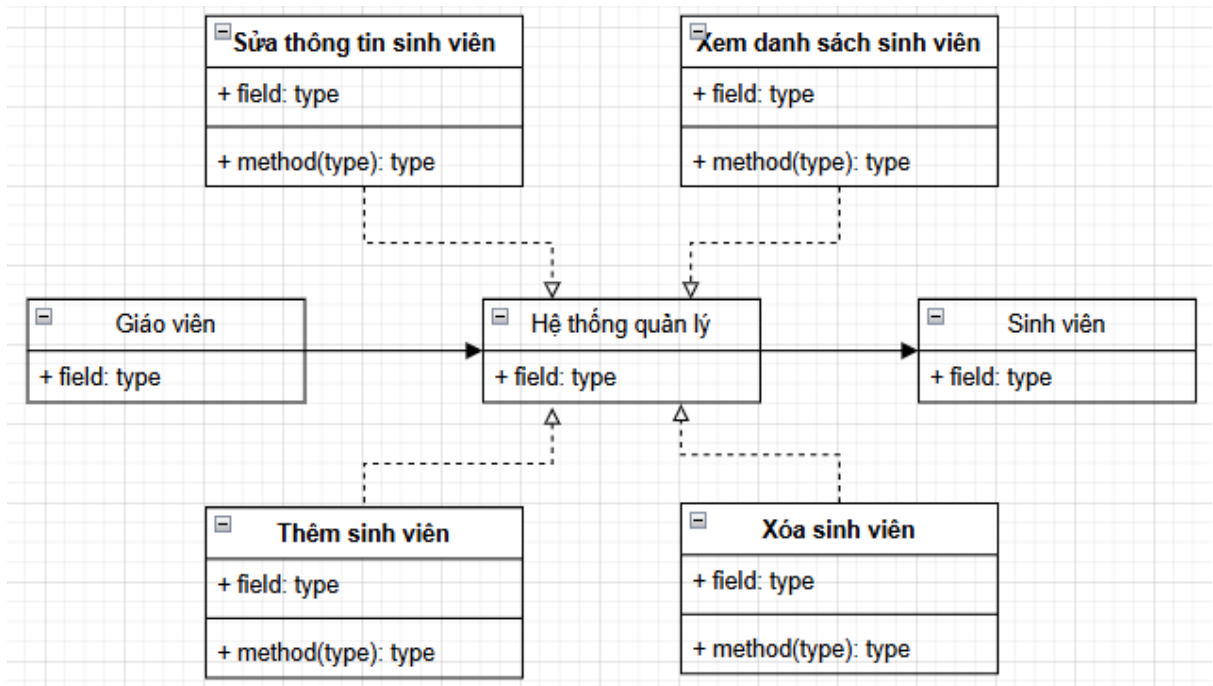 Sửa thông tin sinh viên
+ field: type
+ method(type): type
Xem danh sách sinh viên
+ field: type
+ method(type): type
Giáo viên
+ field: type
Hệ thống quản lý
+ field: type
Sinh viên
+ field: type
Thêm sinh viên
+ field: type
+ method(type): type
Xóa sinh viên
+ field: type
+ method(type): type